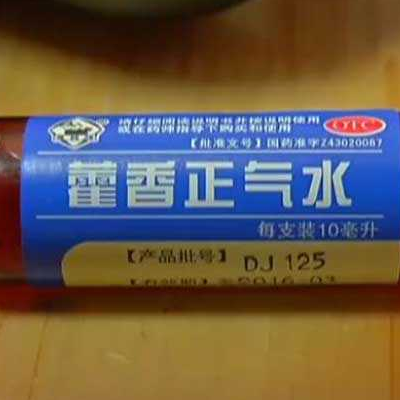 请仔细阅读说明书并按说明使用
或在药师指导下购买和使用
OTC
【批准文号】国药准字Z43020087
藿香正气水
每支装10毫升
【产品批号】 DJ 125